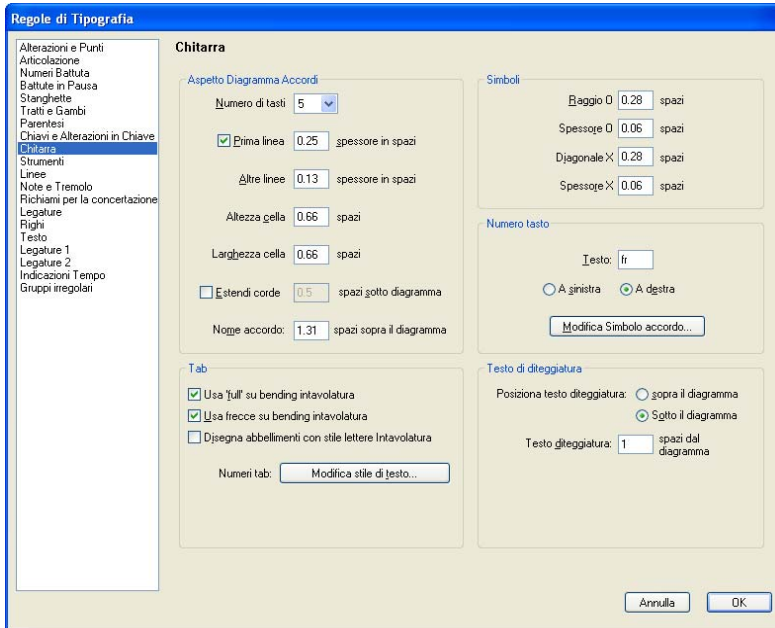 Regole di Tipografia
Alterazioni e Punti
Articolazione
Numeri Battuta
Battute in Pausa
Stanghette
Tratti e Gambi
Parentesi
Chiavi e Alterazioni in Chiave
Chitarra
Strumenti
Linee
Note e Tremolo
Richiami per la concertazione
Legature
Righi
Testo
Legature 1
Legature 2
Indicazioni Tempo
Gruppi irregolari
Chitarra
Aspetto Diagramma Accordi
Numero di tasti 5
Prima linea 0.25 spessore in spazi
Altre linee 0.13 spessore in spazi
Altezza cella 0.66 spazi
Larghezza cella 0.66 spazi
Estendi corde 0.5 spazi sotto diagramma
Nome accordo: 1.31 spazi sopra il diagramma
Simboli
Raggio O 0.28 spazi
Spessore O 0.06 spazi
Djagonale X 0.28 spazi
Spessore X 0.06 spazi
Numero tasto
Testo: fr
A sinistra A destra
Modifica Simbolo accordo...
Tab
Usa 'full' su bending intavolatura
Usa frecce su bending intavolatura
Disegna abbellimenti con stile lettere Intavolatura
Numeri tab: Modifica stile di testo...
Testo di diteggiatura
Posiziona testo diteggiatura: sopra il diagramma
Sotto il diagramma
Testo diteggiatura: 1 spazi dal
diagramma
Annulla OK